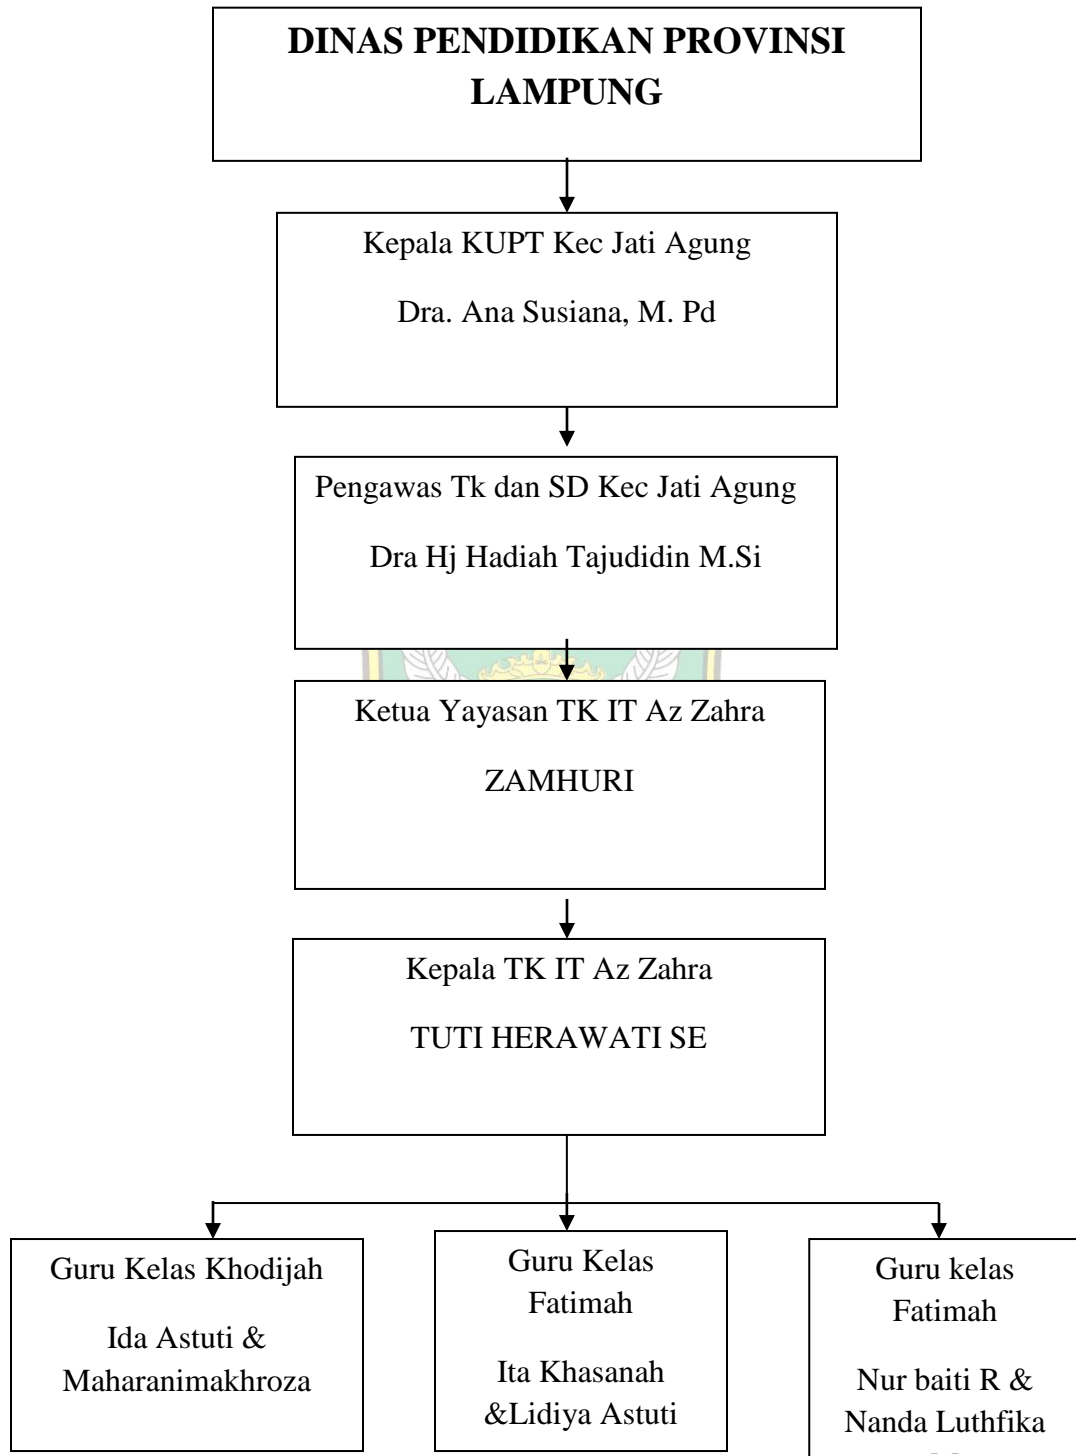 DINAS PENDIDIKAN PROVINSI
LAMPUNG
Kepala KUPT Kec Jati Agung
Dra. Ana Susiana, M. Pd
Pengawas Tk dan SD Kec Jati Agung
Dra Hj Hadiah Tajudidin M.Si
Ketua Yayasan TK IT Az Zahra
ZAMHURI
Kepala TK IT Az Zahra
TUTI HERAWATI SE
Guru Kelas Khodijah
Ida Astuti &
Maharanimakhroza
Guru Kelas
Fatimah
Ita Khasanah
&Lidiya Astuti
Guru kelas
Fatimah
Nur baiti R &
Nanda Luthfika